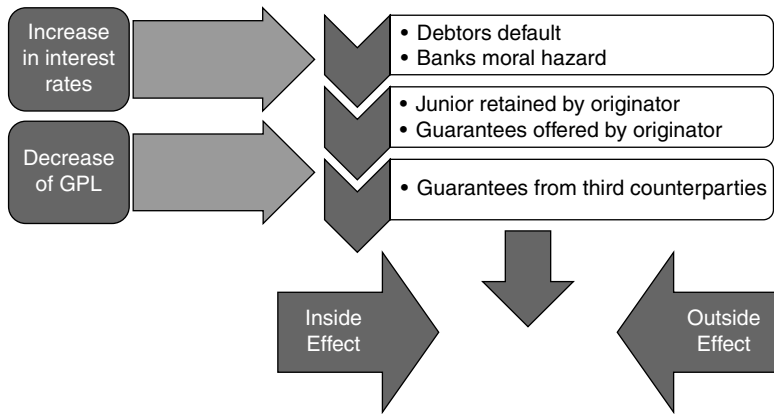 Increase
in interest
rates
• Debtors default
• Banks moral hazard
• Junior retained by originator
• Guarantees offered by originator
Decrease
of GPL
• Guarantees from third counterparties
Inside
Effect
Outside
Effect